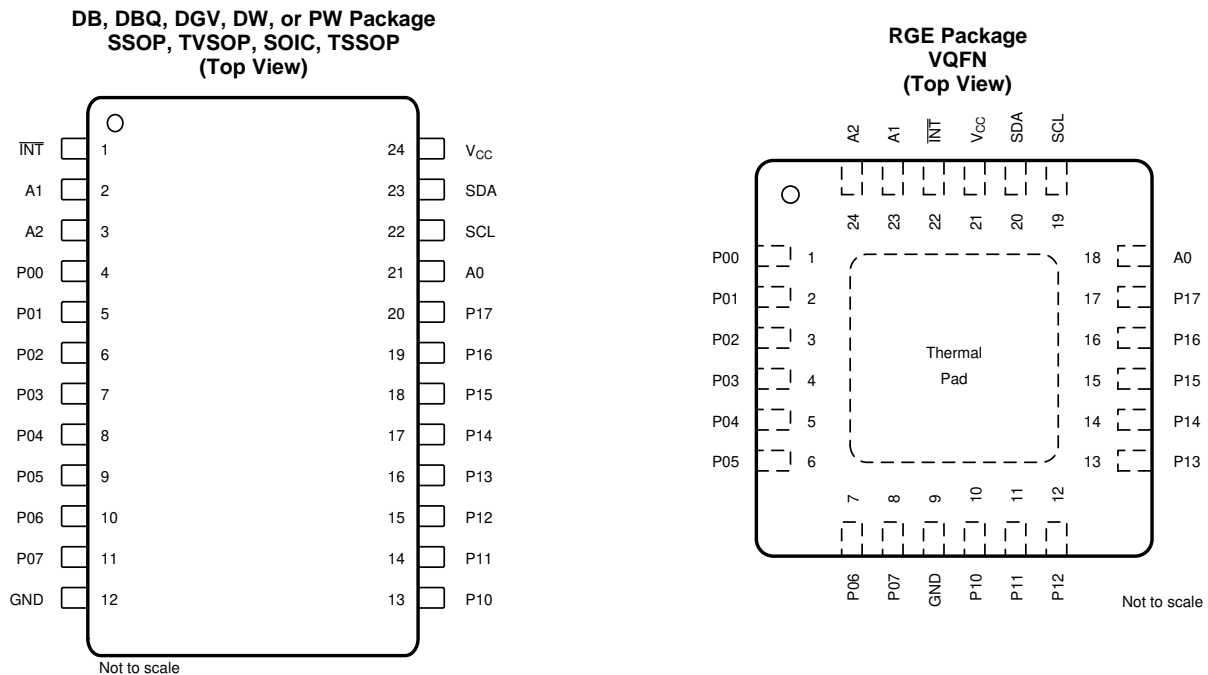 DB, DBQ, DGV, DW, or PW Package
SSOP, TVSOP, SOIC, TSSOP
(Top View)
INT 1 24 VCC
A1 2 23 SDA
A2 3 22 SCL
P00 4 21 A0
P01 5 20 P17
P02 6 19 P16
P03 7 18 P15
P04 8 17 P14
P05 9 16 P13
P06 10 15 P12
P07 11 14 P11
GND 12 13 P10
Not to scale
RGE Package
VQFN
(Top View)
A2 A1 INT VCC SDA SCL
24 23 22 21 20 19
P00 1 18 A0
P01 2 17 P17
P02 3 16 P16
Thermal
P03 4 15 P15
Pad
P04 5 14 P14
P05 6 13 P13
7 8 9 10 11 12
P06 P07 GND P10 P11 P12
Not to scale